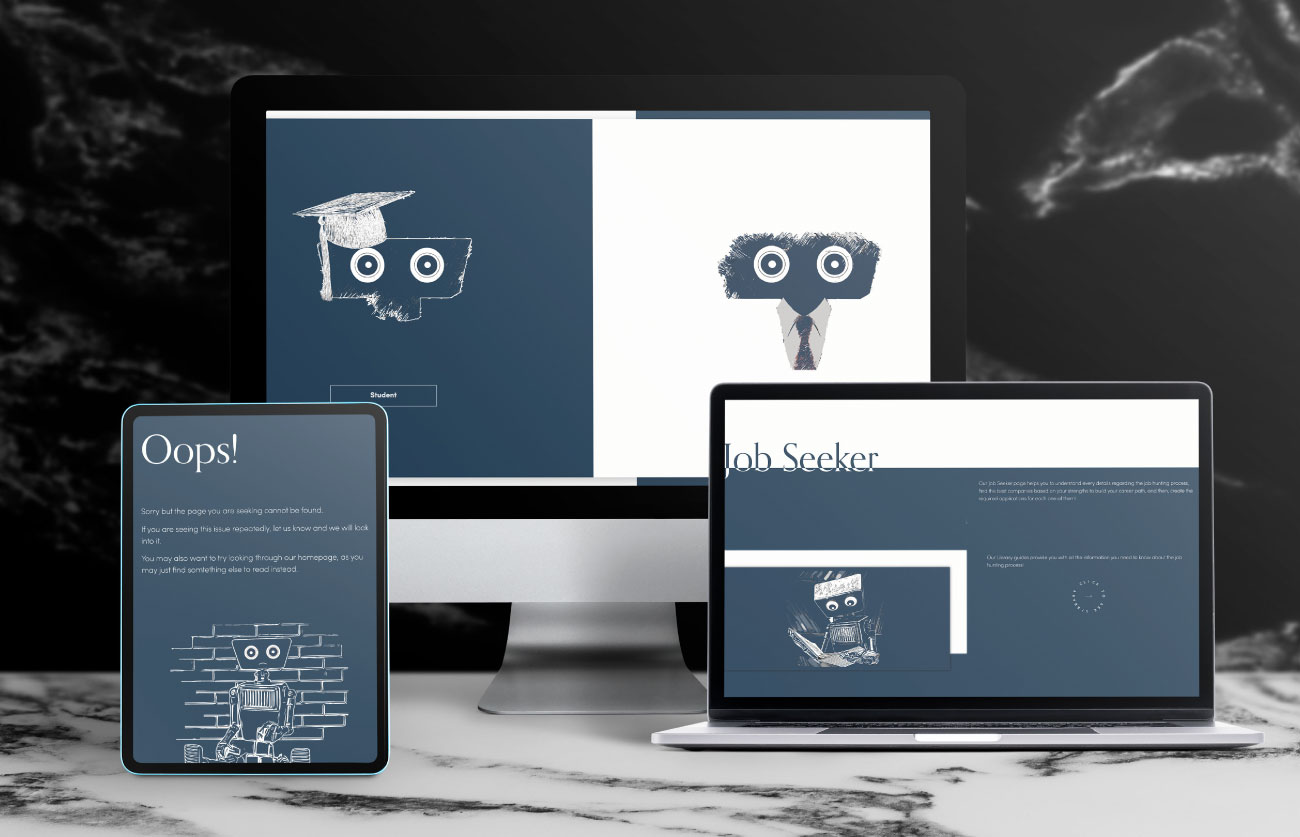 Student
Oops!
Sorry but the page you are seeking cannot be found.
If you are seeing this issue repeatedly, let us know and we will look
into it.
You may also want to try looking through our homepage, as you
may just find somtething else to read instead.
Job Seeker
Our Job Seeker page helps you to understand every details regarding the job hunting process,
find the best companies based on your strengths to build your career path, and then, create the
required applications for each one of them!
Our Library guides provide you with all the information you need to know about the job
hunting process!